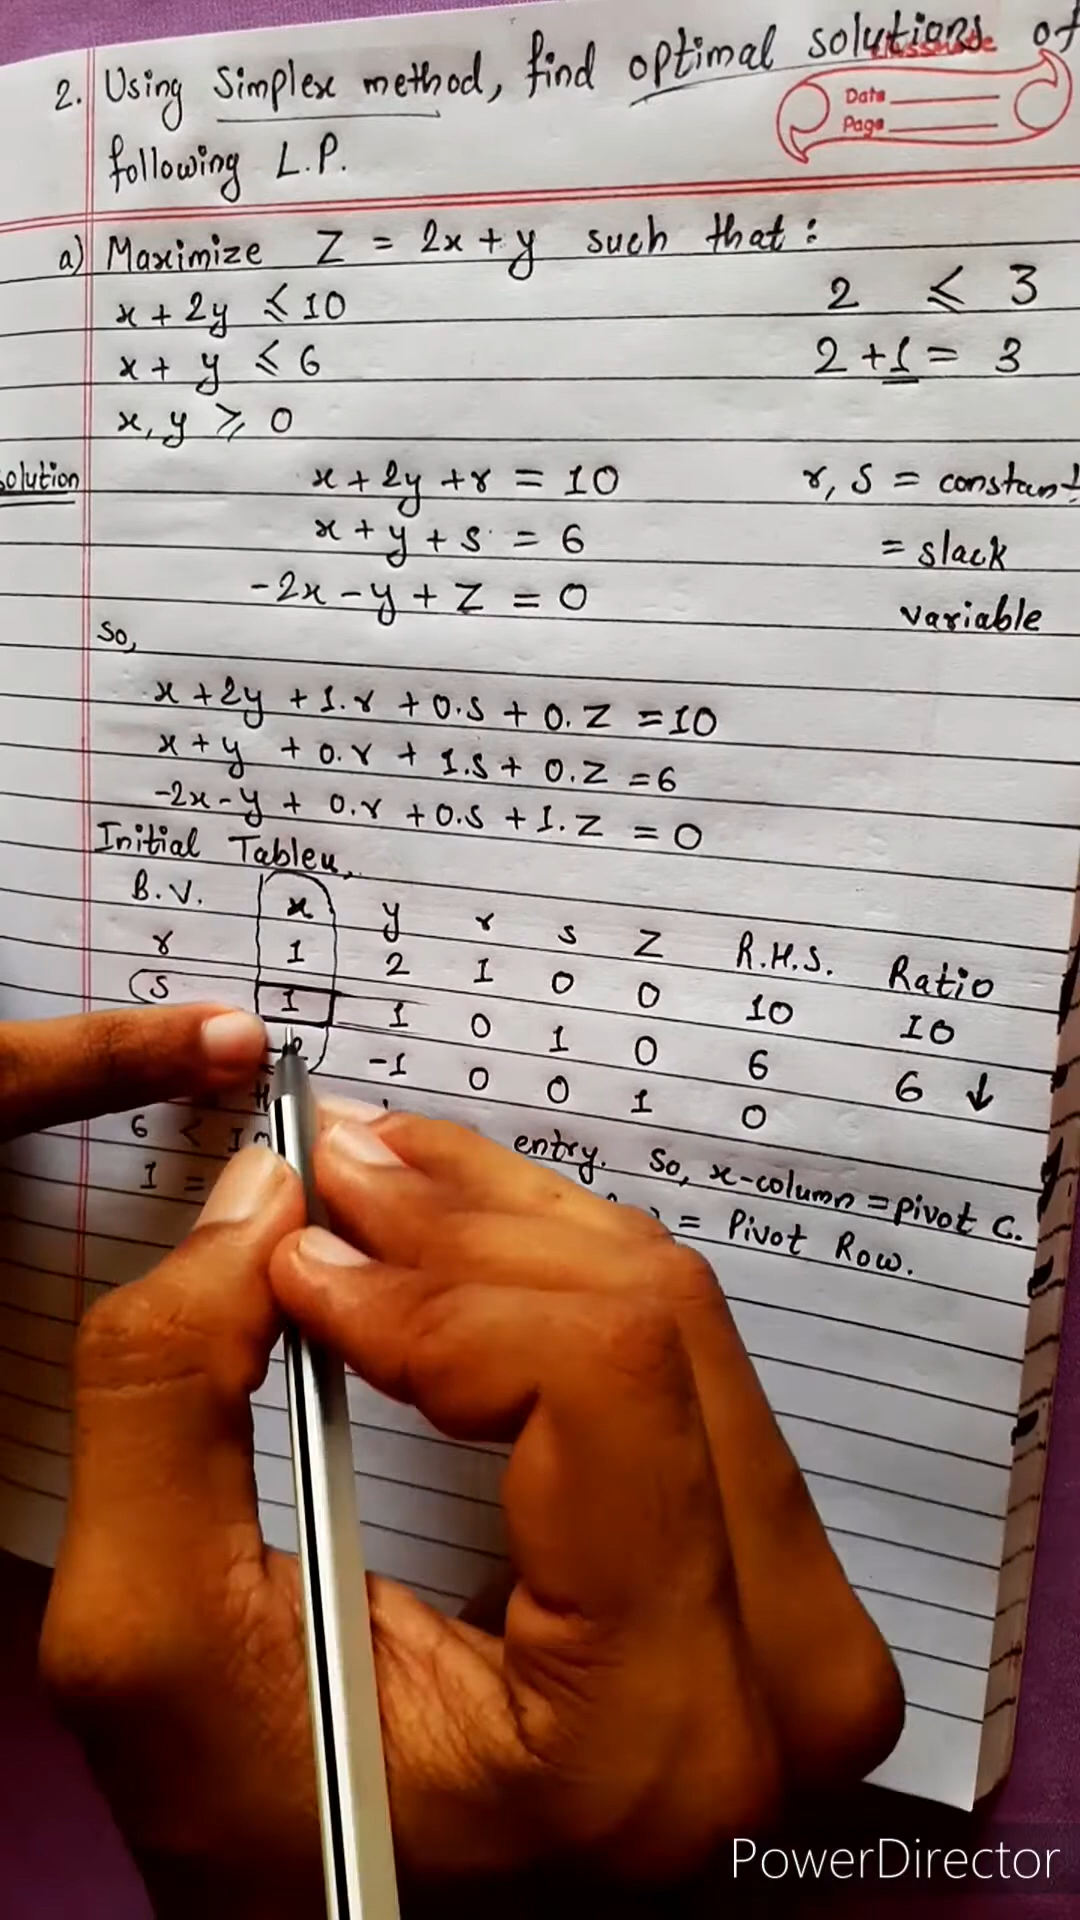 2. Using Simplex method, find optimal solutions of
Date
Page
following L.P.
a) Maximize Z = 2x + y such that :
x + 2y ≤ 10
2 ≤ 3
x + y ≤ 6
2 + 1 = 3
x, y ≥ 0
solution
x + 2y + r = 10
r, s = constant
x + y + s = 6
= slack
-2x - y + Z = 0
variable
So,
x + 2y + 1.r + 0.s + 0.Z = 10
x + y + 0.r + 1.s + 0.Z = 6
-2x - y + 0.r + 0.s + 1.Z = 0
Initial Tableu,
B.V. x y r s Z R.H.S. Ratio
r 1 2 1 0 0 10 10
s 1 1 0 1 0 6 6 ↓
-2 -1 0 0 1 0
entry. So, x-column = pivot C.
6 <
1 =
= Pivot Row.
PowerDirector